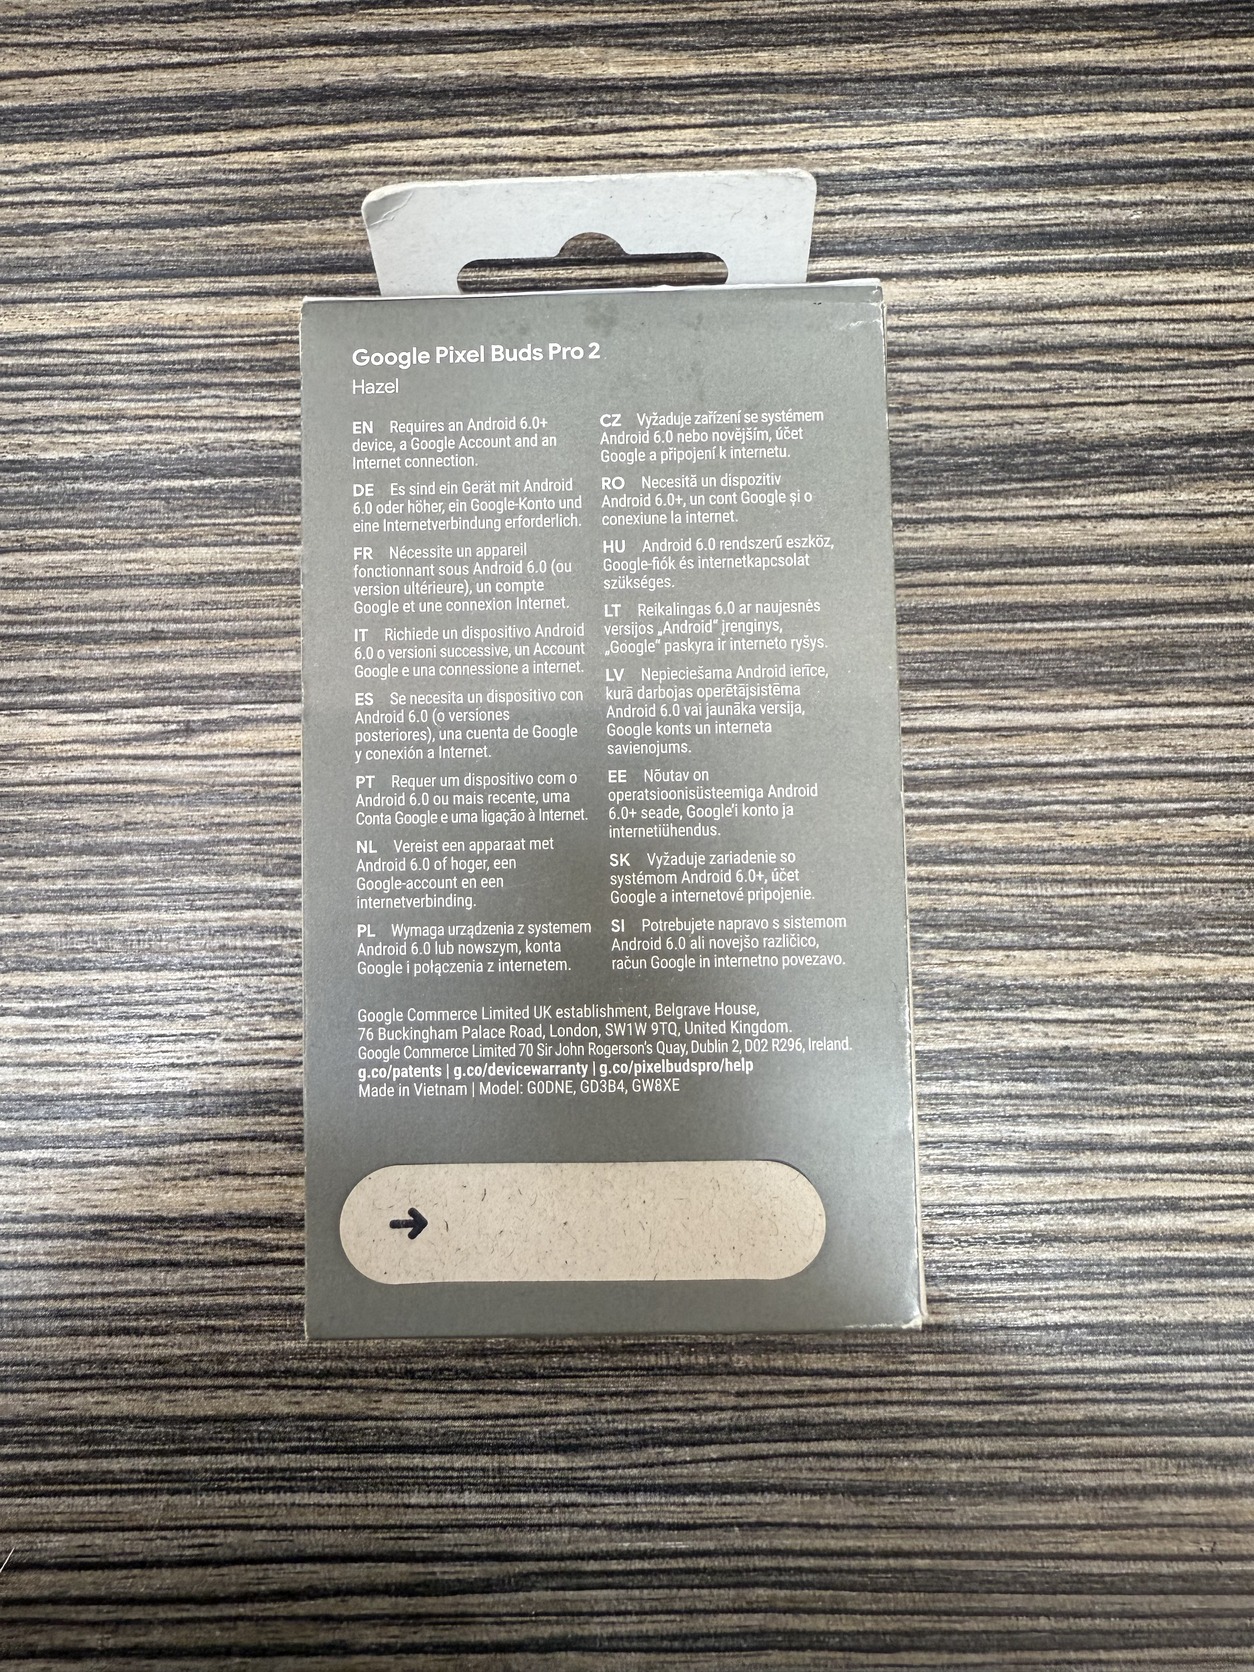 Google Pixel Buds Pro 2
Hazel
EN Requires an Android 6.0+
device, a Google Account and an
Internet connection.
DE Es sind ein Gerät mit Android
6.0 oder höher, ein Google-Konto und
eine Internetverbindung erforderlich.
FR Nécessite un appareil
fonctionnant sous Android 6.0 (ou
version ultérieure), un compte
Google et une connexion Internet.
IT Richiede un dispositivo Android
6.0 o versioni successive, un Account
Google e una connessione a internet.
ES Se necesita un dispositivo con
Android 6.0 (o versiones
posteriores), una cuenta de Google
y conexión a Internet.
PT Requer um dispositivo com o
Android 6.0 ou mais recente, uma
Conta Google e uma ligação à Internet.
NL Vereist een apparaat met
Android 6.0 of hoger, een
Google-account en een
internetverbinding.
PL Wymaga urządzenia z systemem
Android 6.0 lub nowszym, konta
Google i połączenia z internetem.
CZ Vyžaduje zařízení se systémem
Android 6.0 nebo novějším, účet
Google a připojení k internetu.
RO Necesită un dispozitiv
Android 6.0+, un cont Google și o
conexiune la internet.
HU Android 6.0 rendszerű eszköz,
Google-fiók és internetkapcsolat
szükséges.
LT Reikalingas 6.0 ar naujesnės
versijos „Android“ įrenginys,
„Google“ paskyra ir interneto ryšys.
LV Nepieciešama Android ierīce,
kurā darbojas operētājsistēma
Android 6.0 vai jaunāka versija,
Google konts un interneta
savienojums.
EE Nõutav on
operatsioonisüsteemiga Android
6.0+ seade, Google'i konto ja
internetiühendus.
SK Vyžaduje zariadenie so
systémom Android 6.0+, účet
Google a internetové pripojenie.
SI Potrebujete napravo s sistemom
Android 6.0 ali novejšo različico,
račun Google in internetno povezavo.
Google Commerce Limited UK establishment, Belgrave House,
76 Buckingham Palace Road, London, SW1W 9TQ, United Kingdom.
Google Commerce Limited 70 Sir John Rogerson's Quay, Dublin 2, D02 R296, Ireland.
g.co/patents | g.co/devicewarranty | g.co/pixelbudspro/help
Made in Vietnam | Model: G0DNE, GD3B4, GW8XE